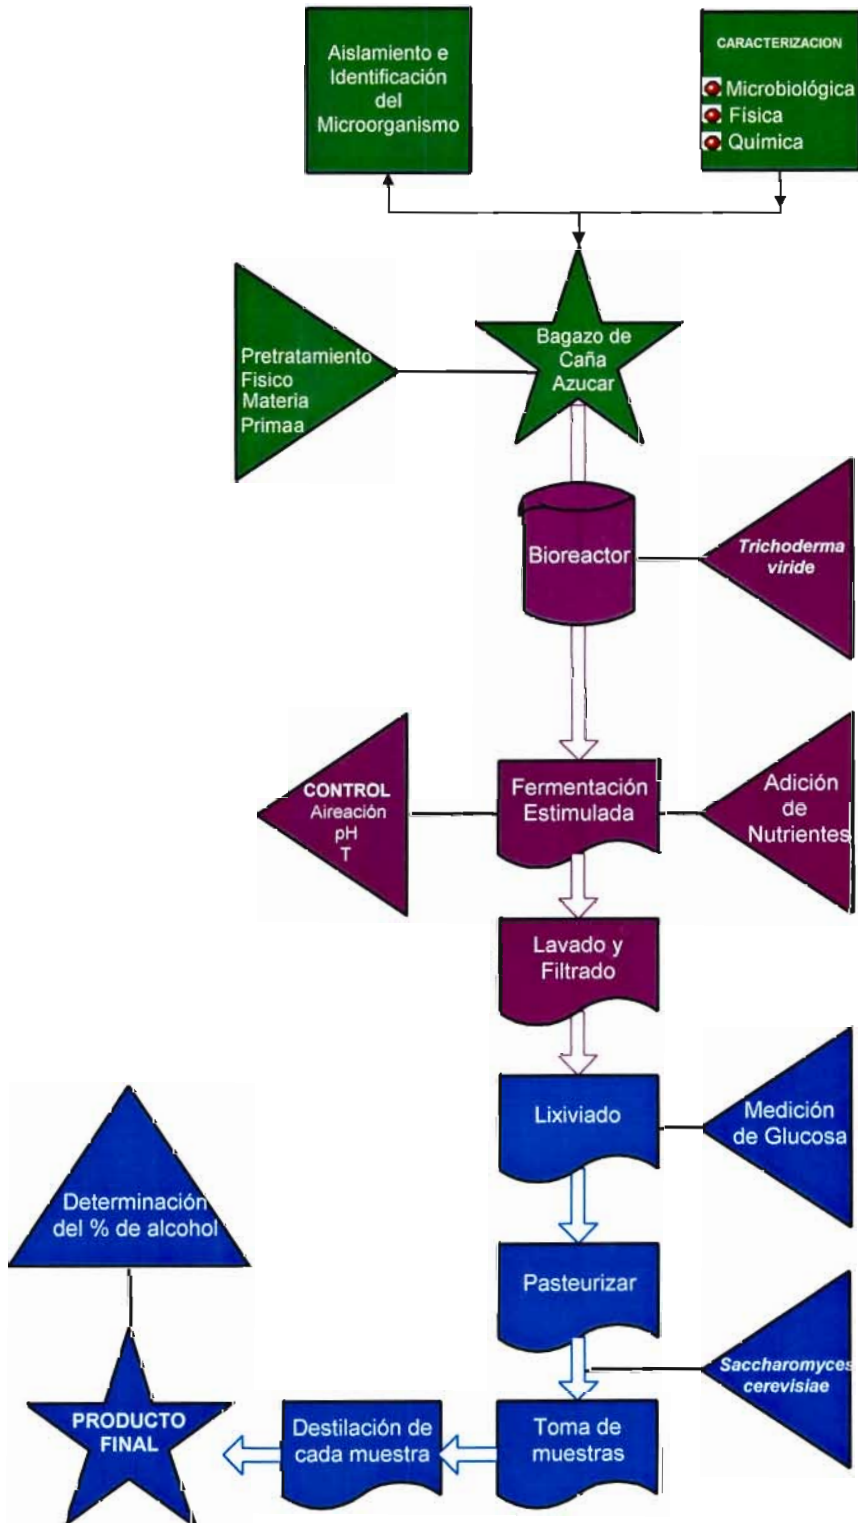 Aislamiento e
Identificación
del
Microorganismo
CARACTERIZACION
Microbiológica
Física
Química
Pretratamiento
Fisico
Materia
Primaa
Bagazo de
Caña
Azucar
Bioreactor
Trichoderma
viride
CONTROL
Aireación
pH
T
Fermentación
Estimulada
Adición
de
Nutrientes
Lavado y
Filtrado
Lixiviado
Medición
de Glucosa
Determinación
del % de alcohol
Pasteurizar
Saccharomyces
cerevisiae
PRODUCTO
FINAL
Destilación de
cada muestra
Toma de
muestras